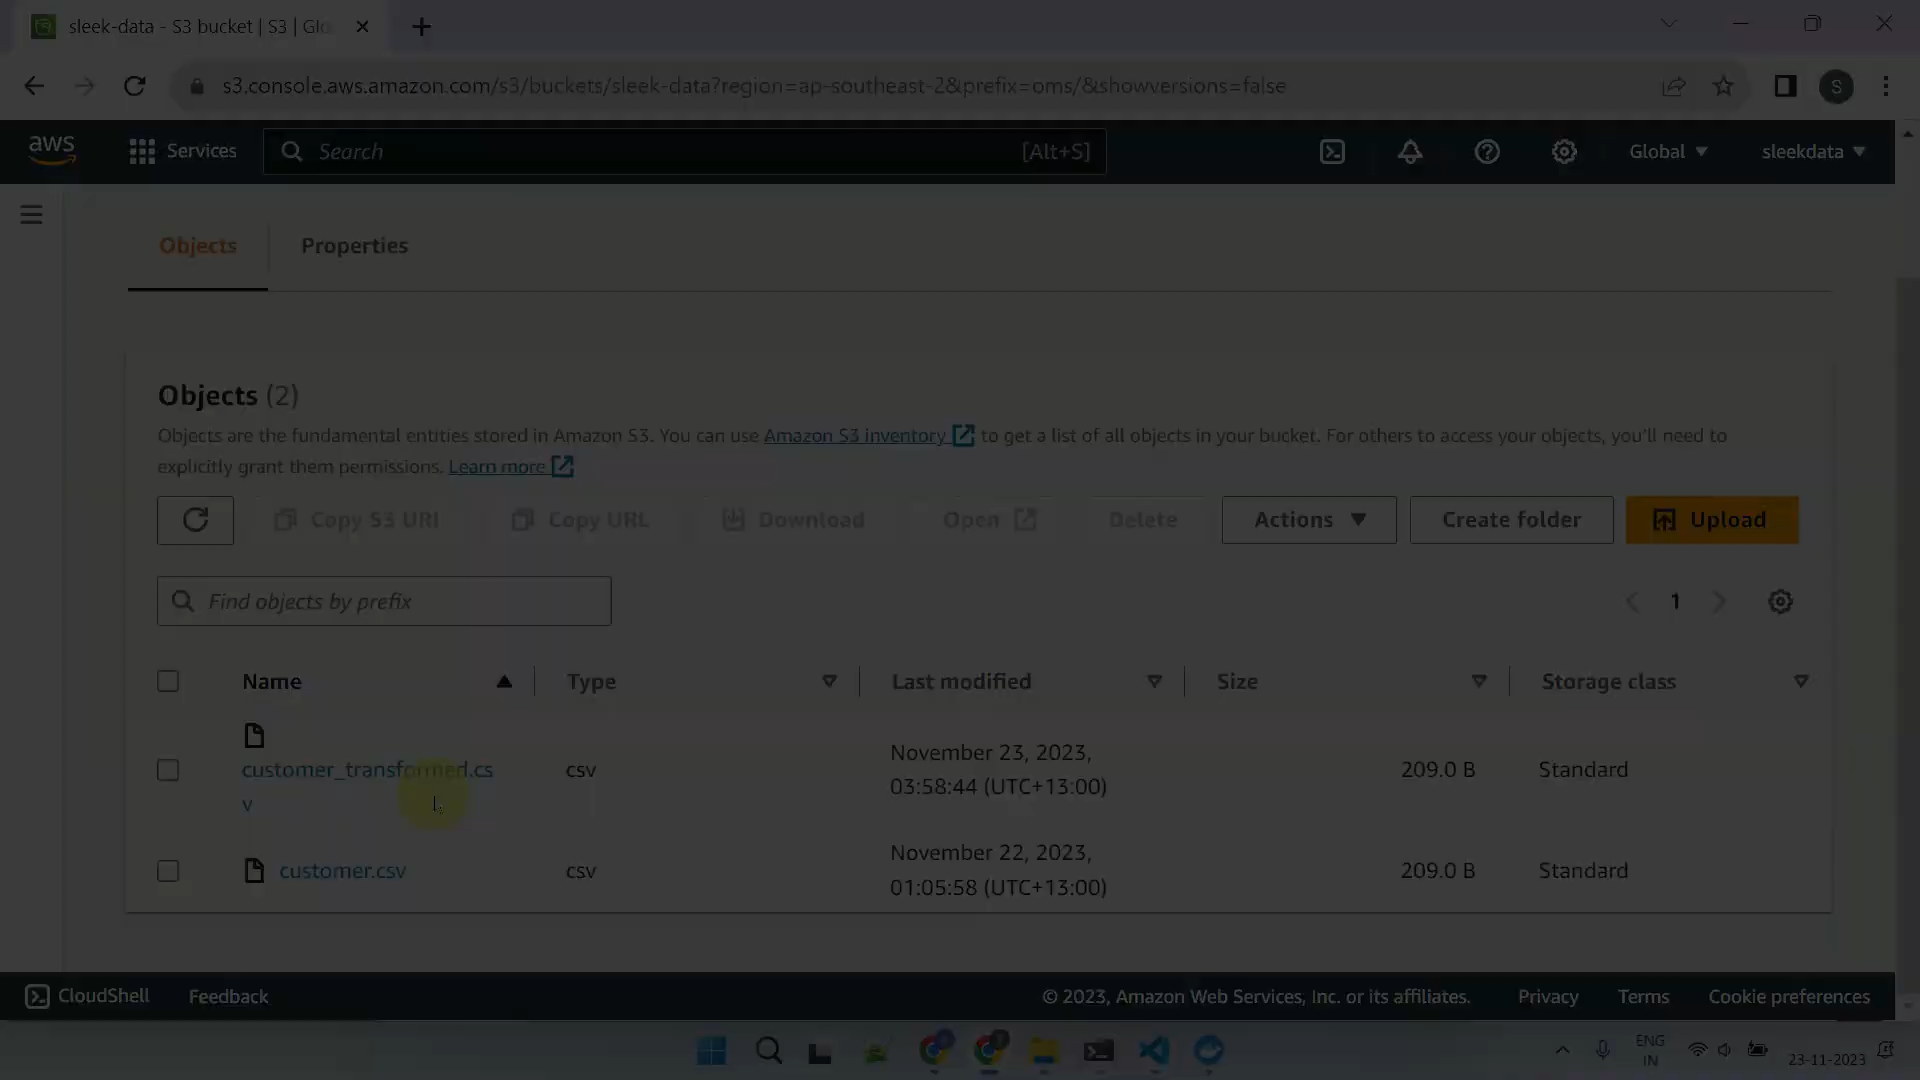 sleek-data - S3 bucket | S3 | Glo
s3.console.aws.amazon.com/s3/buckets/sleek-data?region=ap-southeast-2&prefix=oms/&showversions=false
S
aws
Services
Search
[Alt+S]
Global
sleekdata
Objects
Properties
Objects (2)
Objects are the fundamental entities stored in Amazon S3. You can use Amazon S3 inventory to get a list of all objects in your bucket. For others to access your objects, you'll need to
explicitly grant them permissions. Learn more
Copy S3 URI
Copy URL
Download
Open
Delete
Actions
Create folder
Upload
Find objects by prefix
1
Name
Type
Last modified
Size
Storage class
customer_transformed.cs
v
csv
November 23, 2023,
03:58:44 (UTC+13:00)
209.0 B
Standard
customer.csv
csv
November 22, 2023,
01:05:58 (UTC+13:00)
209.0 B
Standard
CloudShell
Feedback
© 2023, Amazon Web Services, Inc. or its affiliates.
Privacy
Terms
Cookie preferences
ENG
IN
23-11-2023